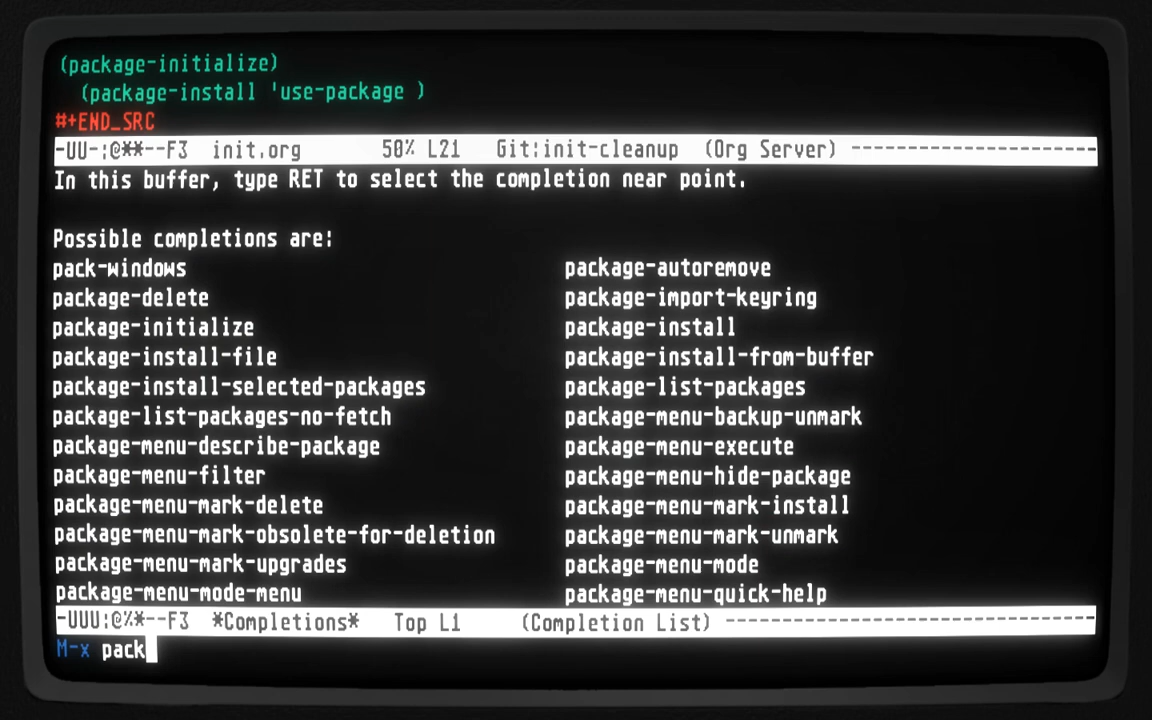 (package-initialize)
(package-install 'use-package )
#+END_SRC
-UU-:@**--F3  init.org  50% L21  Git:init-cleanup  (Org Server) ----------------------
In this buffer, type RET to select the completion near point.
Possible completions are:
pack-windows  package-autoremove
package-delete  package-import-keyring
package-initialize  package-install
package-install-file  package-install-from-buffer
package-install-selected-packages  package-list-packages
package-list-packages-no-fetch  package-menu-backup-unmark
package-menu-describe-package  package-menu-execute
package-menu-filter  package-menu-hide-package
package-menu-mark-delete  package-menu-mark-install
package-menu-mark-obsolete-for-deletion  package-menu-mark-unmark
package-menu-mark-upgrades  package-menu-mode
package-menu-mode-menu  package-menu-quick-help
-UUU:@%*--F3  *Completions*  Top L1  (Completion List) ---------------------------------
M-x pack